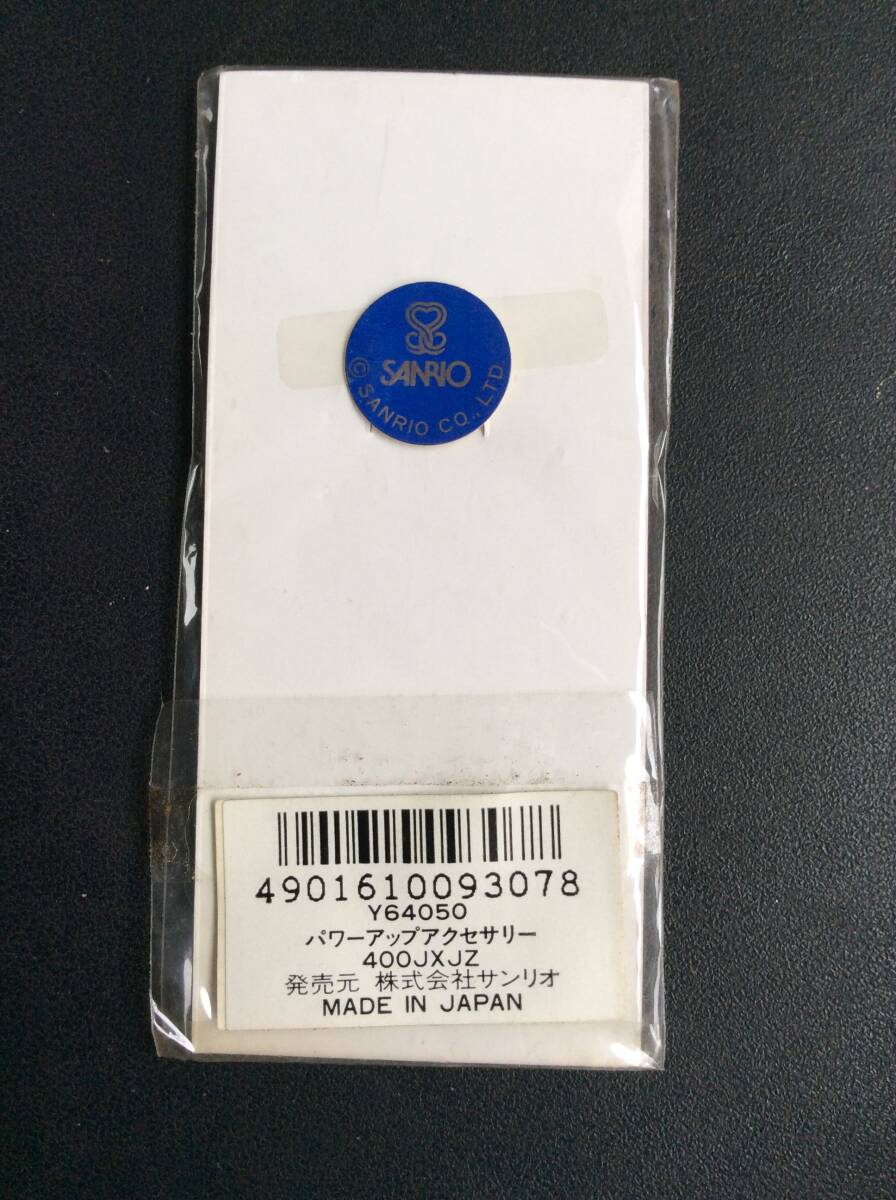 SANRIO
© SANRIO CO., LTD.
4901610093078
Y64050
パワーアップアクセサリー
400JXJZ
発売元 株式会社サンリオ
MADE IN JAPAN